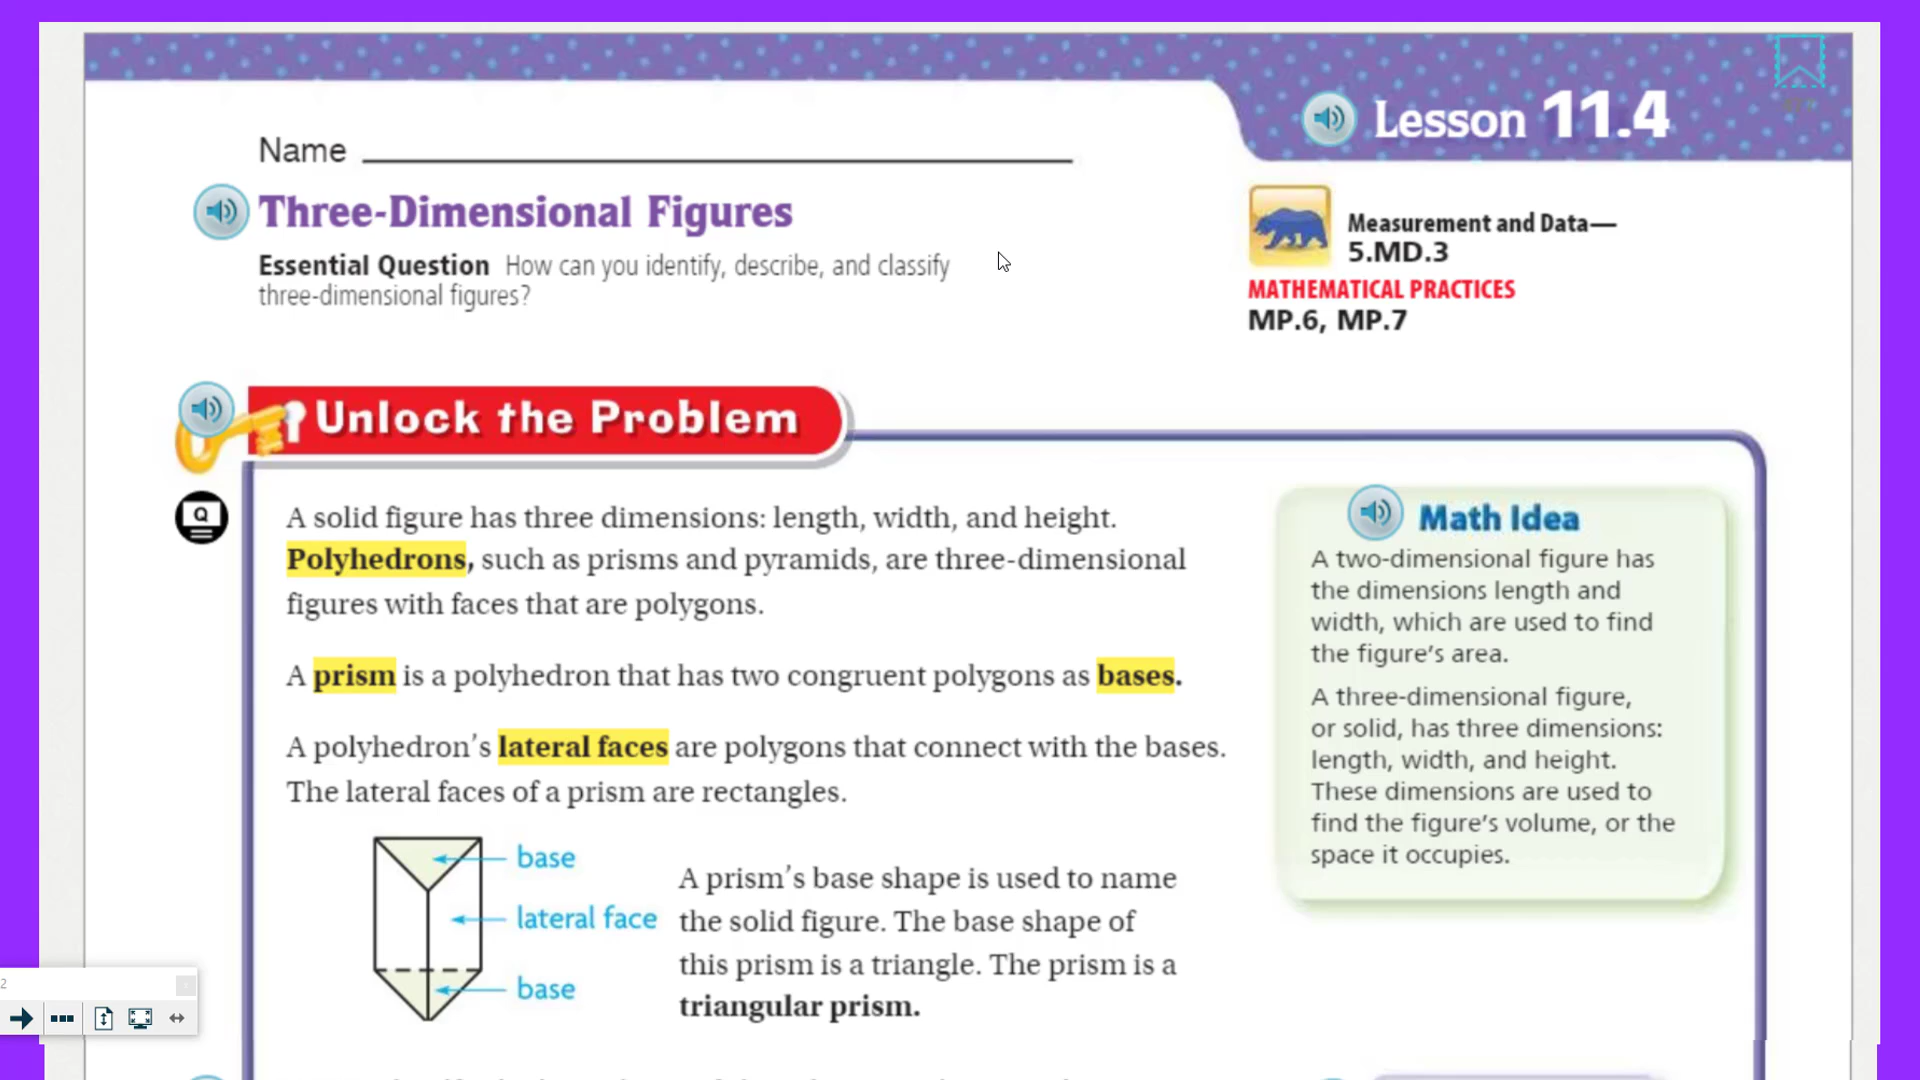 Lesson 11.4
Name
Three-Dimensional Figures
Essential Question How can you identify, describe, and classify
three-dimensional figures?
Measurement and Data—
5.MD.3
MATHEMATICAL PRACTICES
MP.6, MP.7
Unlock the Problem
Q
A solid figure has three dimensions: length, width, and height.
Polyhedrons, such as prisms and pyramids, are three-dimensional
figures with faces that are polygons.
A prism is a polyhedron that has two congruent polygons as bases.
A polyhedron's lateral faces are polygons that connect with the bases.
The lateral faces of a prism are rectangles.
base
lateral face
base
A prism's base shape is used to name
the solid figure. The base shape of
this prism is a triangle. The prism is a
triangular prism.
Math Idea
A two-dimensional figure has
the dimensions length and
width, which are used to find
the figure's area.
A three-dimensional figure,
or solid, has three dimensions:
length, width, and height.
These dimensions are used to
find the figure's volume, or the
space it occupies.
2